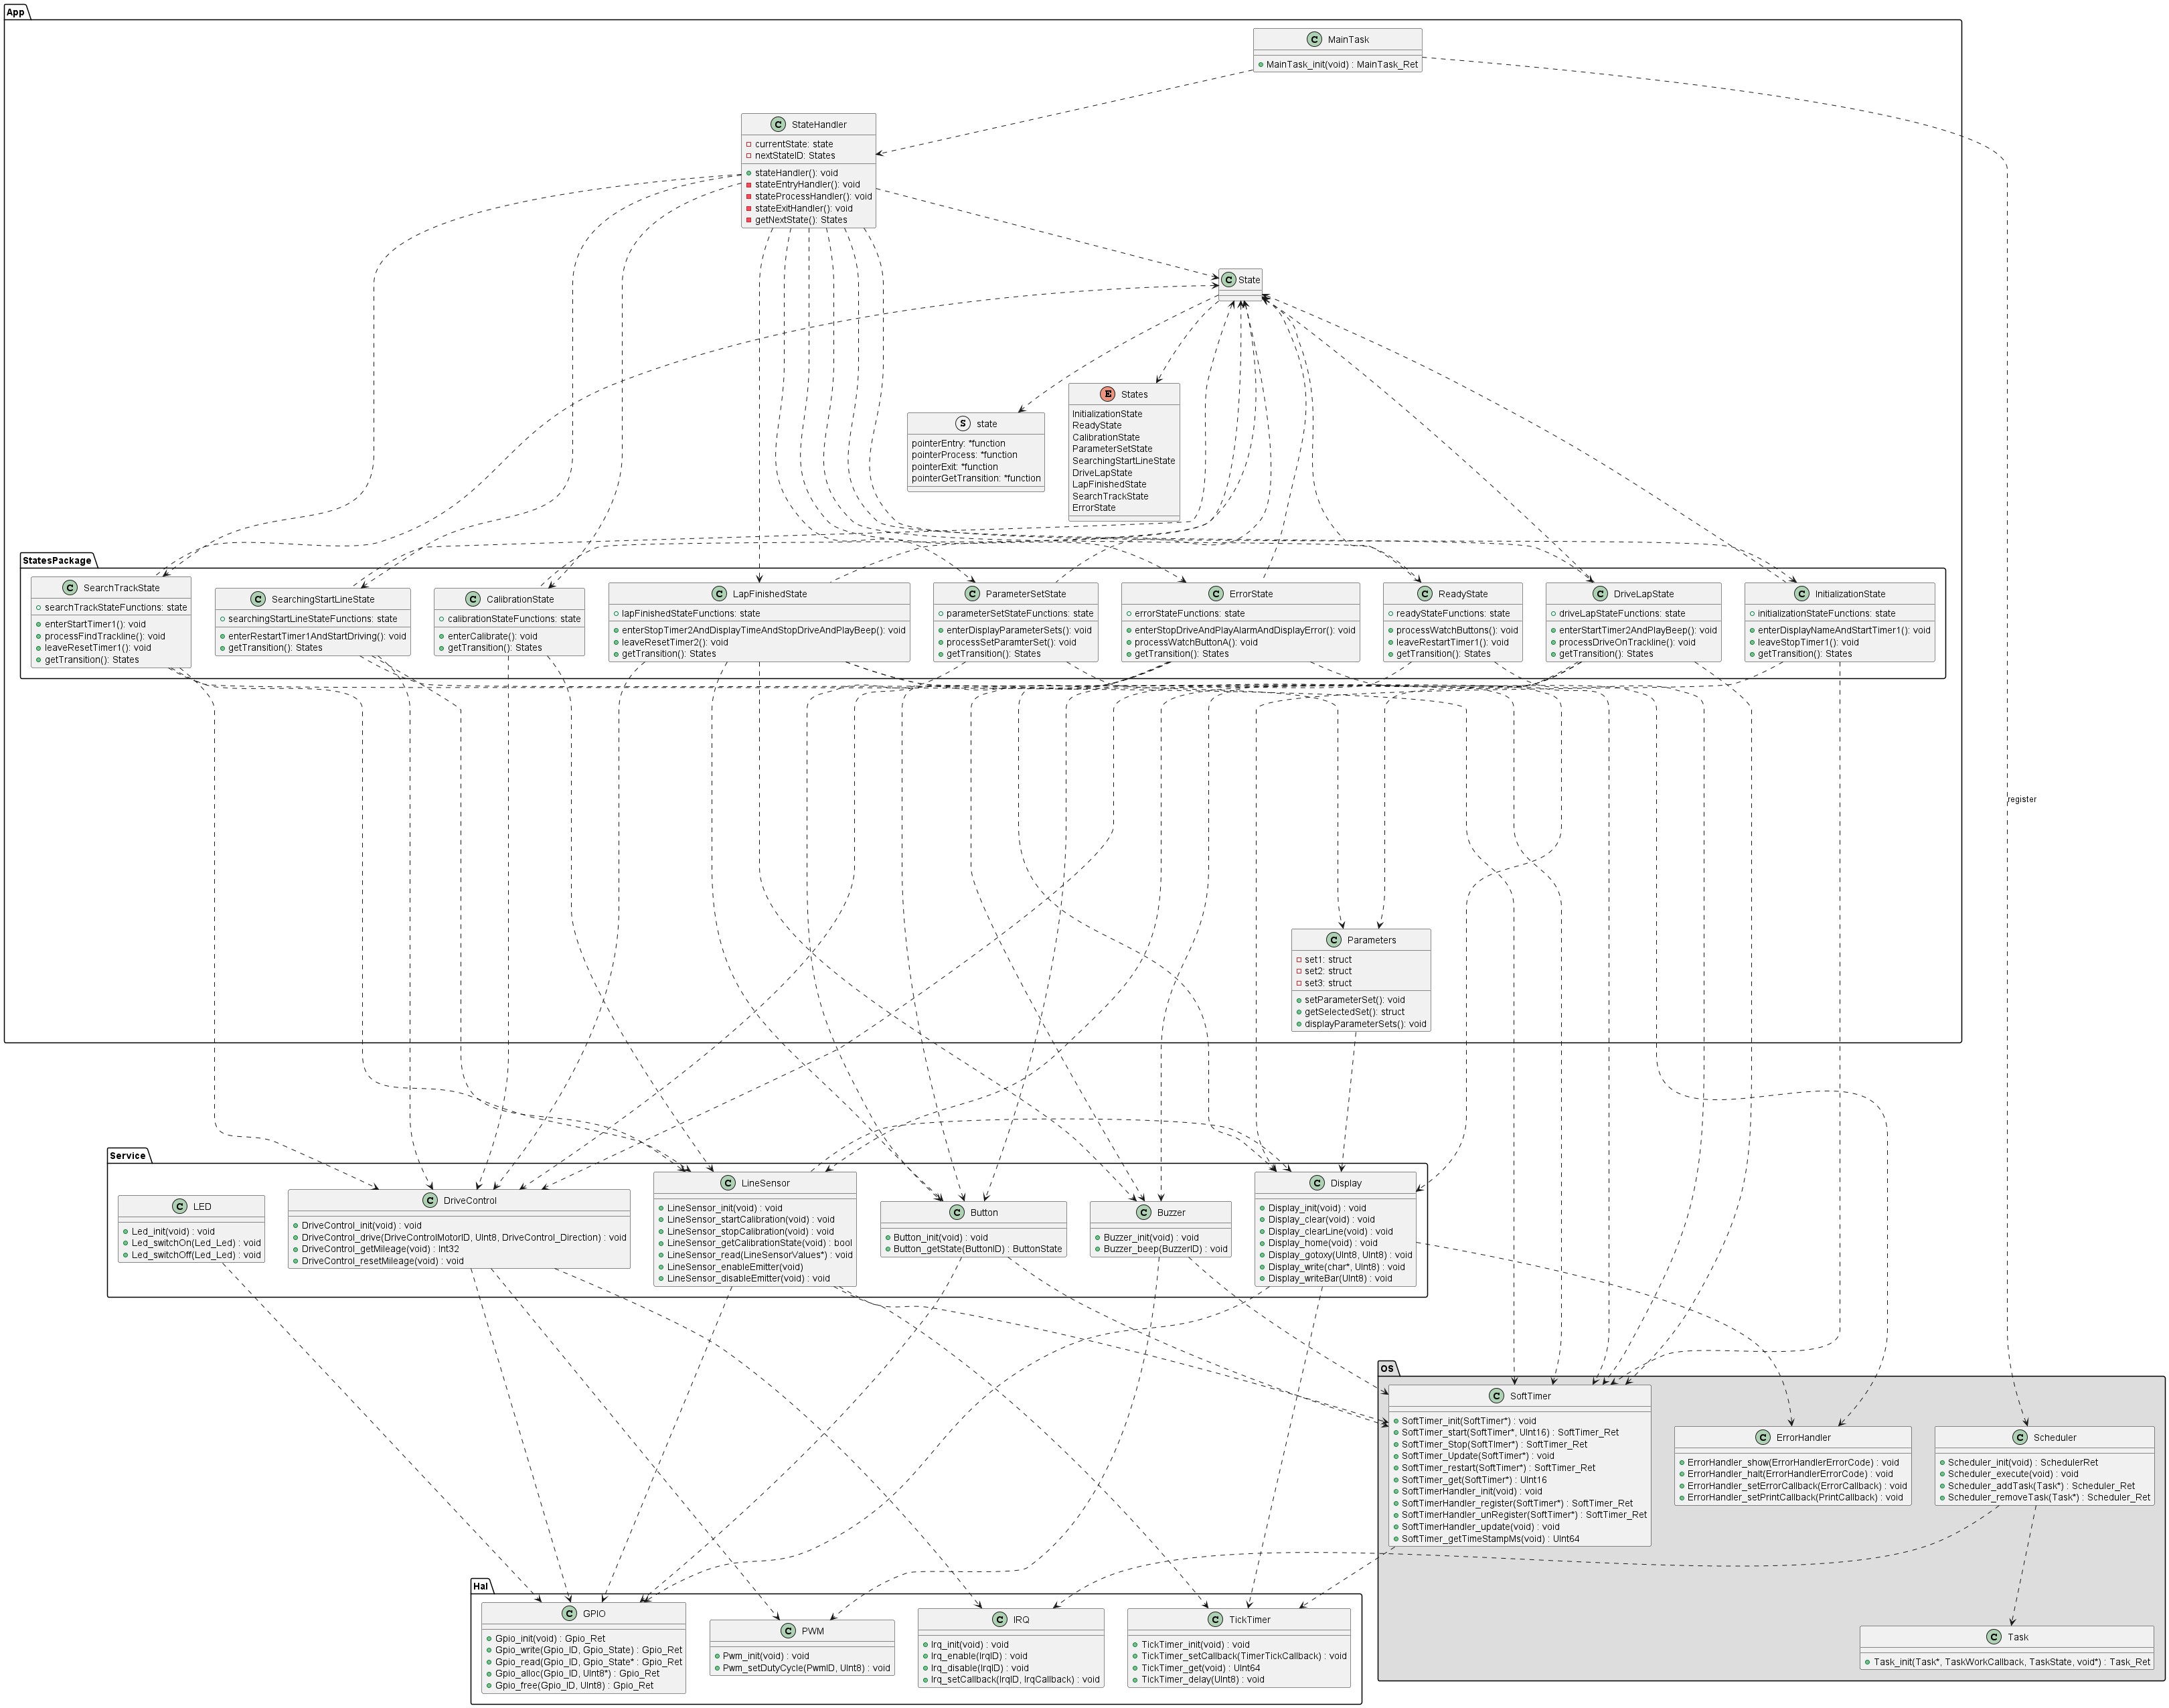 App
MainTask
MainTask_init(void) : MainTask_Ret
StateHandler
currentState: state
nextStateID: States
stateHandler(): void
stateEntryHandler(): void
stateProcessHandler(): void
stateExitHandler(): void
getNextState(): States
State
state
pointerEntry: *function
pointerProcess: *function
pointerExit: *function
pointerGetTransition: *function
States
InitializationState
ReadyState
CalibrationState
ParameterSetState
SearchingStartLineState
DriveLapState
LapFinishedState
SearchTrackState
ErrorState
StatesPackage
SearchTrackState
searchTrackStateFunctions: state
enterStartTimer1(): void
processFindTrackline(): void
leaveResetTimer1(): void
getTransition(): States
SearchingStartLineState
searchingStartLineStateFunctions: state
enterRestartTimer1AndStartDriving(): void
getTransition(): States
CalibrationState
calibrationStateFunctions: state
enterCalibrate(): void
getTransition(): States
LapFinishedState
lapFinishedStateFunctions: state
enterStopTimer2AndDisplayTimeAndStopDriveAndPlayBeep(): void
leaveResetTimer2(): void
getTransition(): States
ParameterSetState
parameterSetStateFunctions: state
enterDisplayParameterSets(): void
processSetParamterSet(): void
getTransition(): States
ErrorState
errorStateFunctions: state
enterStopDriveAndPlayAlarmAndDisplayError(): void
processWatchButtonA(): void
getTransition(): States
ReadyState
readyStateFunctions: state
processWatchButtons(): void
leaveRestartTimer1(): void
getTransition(): States
DriveLapState
driveLapStateFunctions: state
enterStartTimer2AndPlayBeep(): void
processDriveOnTrackline(): void
getTransition(): States
InitializationState
initializationStateFunctions: state
enterDisplayNameAndStartTimer1(): void
leaveStopTimer1(): void
getTransition(): States
register
Parameters
set1: struct
set2: struct
set3: struct
setParameterSet(): void
getSelectedSet(): struct
displayParameterSets(): void
Service
LED
Led_init(void) : void
Led_switchOn(Led_Led) : void
Led_switchOff(Led_Led) : void
DriveControl
DriveControl_init(void) : void
DriveControl_drive(DriveControlMotorID, UInt8, DriveControl_Direction) : void
DriveControl_getMileage(void) : Int32
DriveControl_resetMileage(void) : void
LineSensor
LineSensor_init(void) : void
LineSensor_startCalibration(void) : void
LineSensor_stopCalibration(void) : void
LineSensor_getCalibrationState(void) : bool
LineSensor_read(LineSensorValues*) : void
LineSensor_enableEmitter(void)
LineSensor_disableEmitter(void) : void
Button
Button_init(void) : void
Button_getState(ButtonID) : ButtonState
Buzzer
Buzzer_init(void) : void
Buzzer_beep(BuzzerID) : void
Display
Display_init(void) : void
Display_clear(void) : void
Display_clearLine(void) : void
Display_home(void) : void
Display_gotoxy(UInt8, UInt8) : void
Display_write(char*, UInt8) : void
Display_writeBar(UInt8) : void
OS
SoftTimer
SoftTimer_init(SoftTimer*) : void
SoftTimer_start(SoftTimer*, UInt16) : SoftTimer_Ret
SoftTimer_Stop(SoftTImer*) : SoftTimer_Ret
SoftTimer_Update(SoftTimer*) : void
SoftTimer_restart(SoftTimer*) : SoftTimer_Ret
SoftTimer_get(SoftTimer*) : UInt16
SoftTimerHandler_init(void) : void
SoftTimerHandler_register(SoftTimer*) : SoftTimer_Ret
SoftTimerHandler_unRegister(SoftTimer*) : SoftTimer_Ret
SoftTimerHandler_update(void) : void
SoftTimer_getTimeStampMs(void) : UInt64
ErrorHandler
ErrorHandler_show(ErrorHandlerErrorCode) : void
ErrorHandler_halt(ErrorHandlerErrorCode) : void
ErrorHandler_setErrorCallback(ErrorCallback) : void
ErrorHandler_setPrintCallback(PrintCallback) : void
Scheduler
Scheduler_init(void) : SchedulerRet
Scheduler_execute(void) : void
Scheduler_addTask(Task*) : Scheduler_Ret
Scheduler_removeTask(Task*) : Scheduler_Ret
Task
Task_init(Task*, TaskWorkCallback, TaskState, void*) : Task_Ret
Hal
GPIO
Gpio_init(void) : Gpio_Ret
Gpio_write(Gpio_ID, Gpio_State) : Gpio_Ret
Gpio_read(Gpio_ID, Gpio_State* : Gpio_Ret
Gpio_alloc(Gpio_ID, UInt8*) : Gpio_Ret
Gpio_free(Gpio_ID, UInt8) : Gpio_Ret
PWM
Pwm_init(void) : void
Pwm_setDutyCycle(PwmID, UInt8) : void
IRQ
Irq_init(void) : void
Irq_enable(IrqID) : void
Irq_disable(IrqID) : void
Irq_setCallback(IrqID, IrqCallback) : void
TickTimer
TickTimer_init(void) : void
TickTimer_setCallback(TimerTickCallback) : void
TickTimer_get(void) : UInt64
TickTimer_delay(UInt8) : void